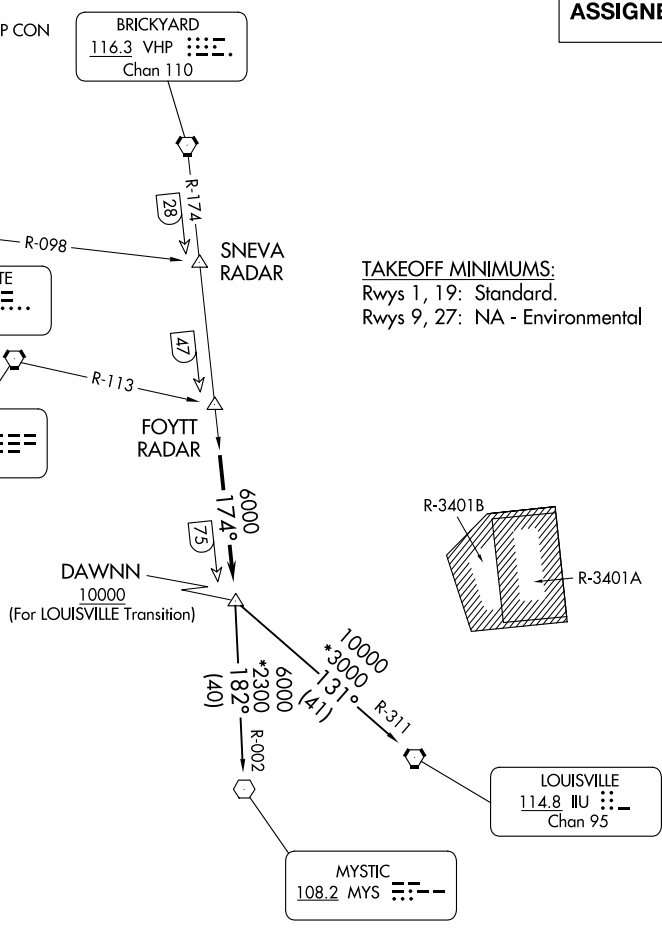 ASSIGNE
P CON
BRICKYARD
116.3 VHP
Chan 110
R-174
28
R-098
SNEVA
RADAR
TAKEOFF MINIMUMS:
Rwys 1, 19: Standard.
Rwys 9, 27: NA - Environmental
TE
47
R-113
FOYTT
RADAR
6000
174°
75
R-3401B
R-3401A
DAWNN
10000
(For LOUISVILLE Transition)
10000
*3000
131°
(41)
R-311
6000
*2300
182°
(40)
R-002
LOUISVILLE
114.8 IIU
Chan 95
MYSTIC
108.2 MYS